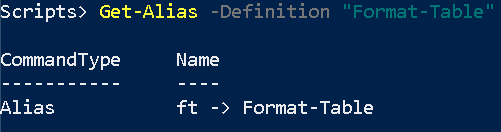 Scripts> Get-Alias -Definition "Format-Table"
CommandType     Name
-----------     ----
Alias           ft -> Format-Table